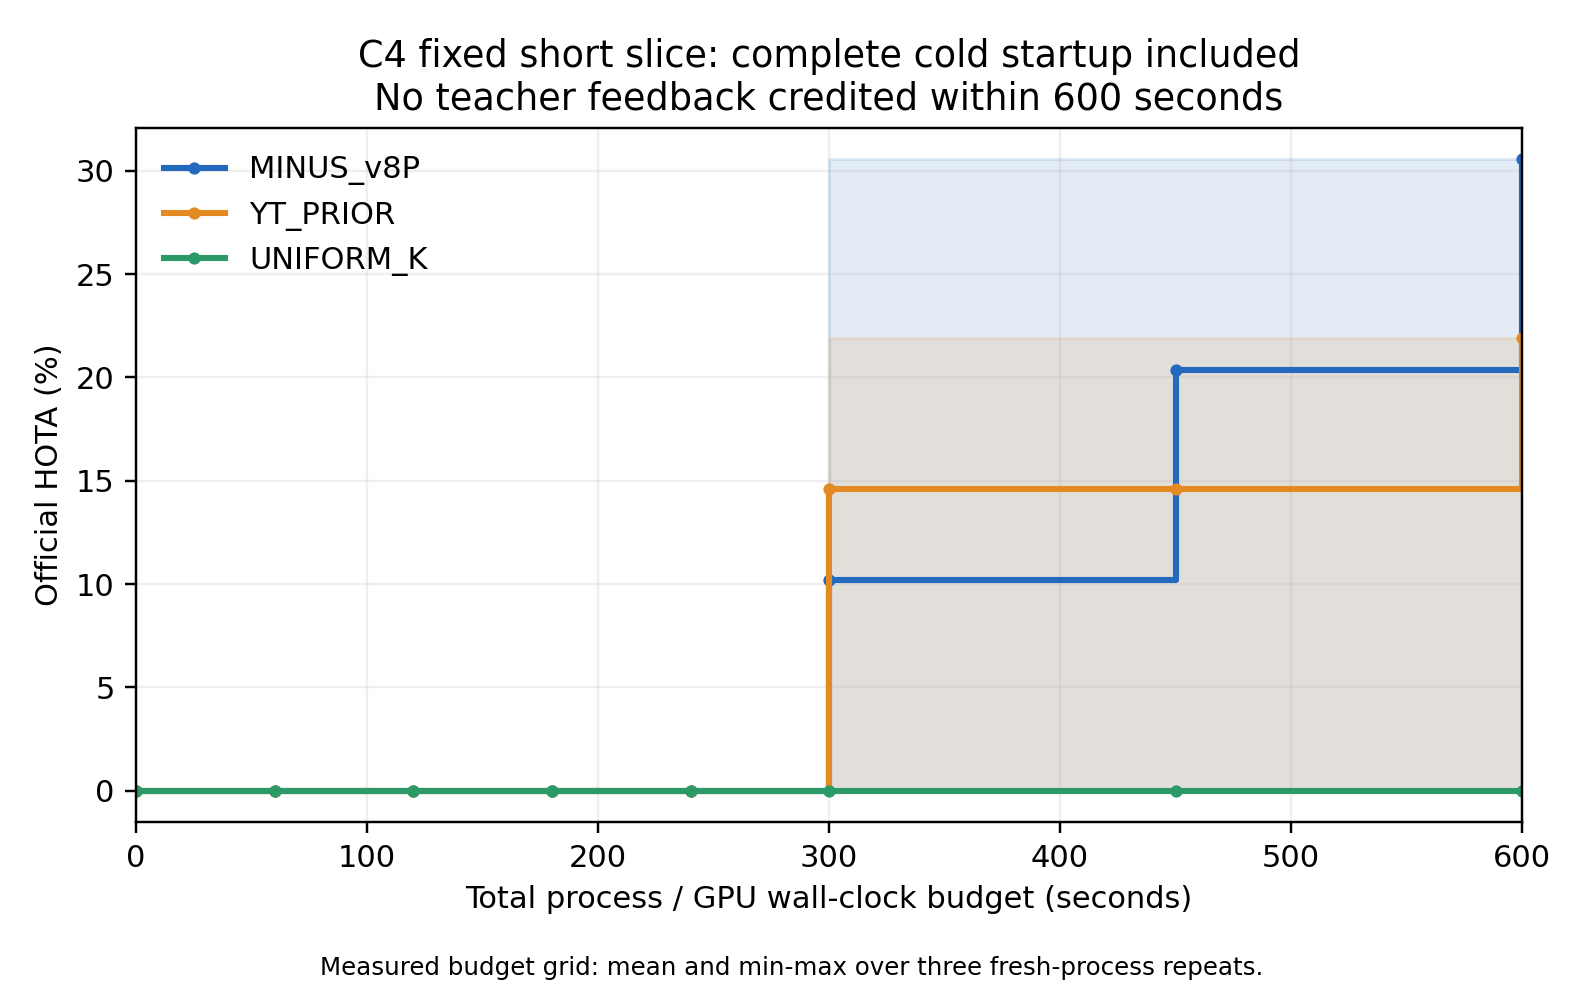 C4 fixed short slice: complete cold startup included
No teacher feedback credited within 600 seconds
MINUS_v8P
YT_PRIOR
UNIFORM_K
Official HOTA (%)
30
25
20
15
10
5
0
0 100 200 300 400 500 600
Total process / GPU wall-clock budget (seconds)
Measured budget grid: mean and min-max over three fresh-process repeats.